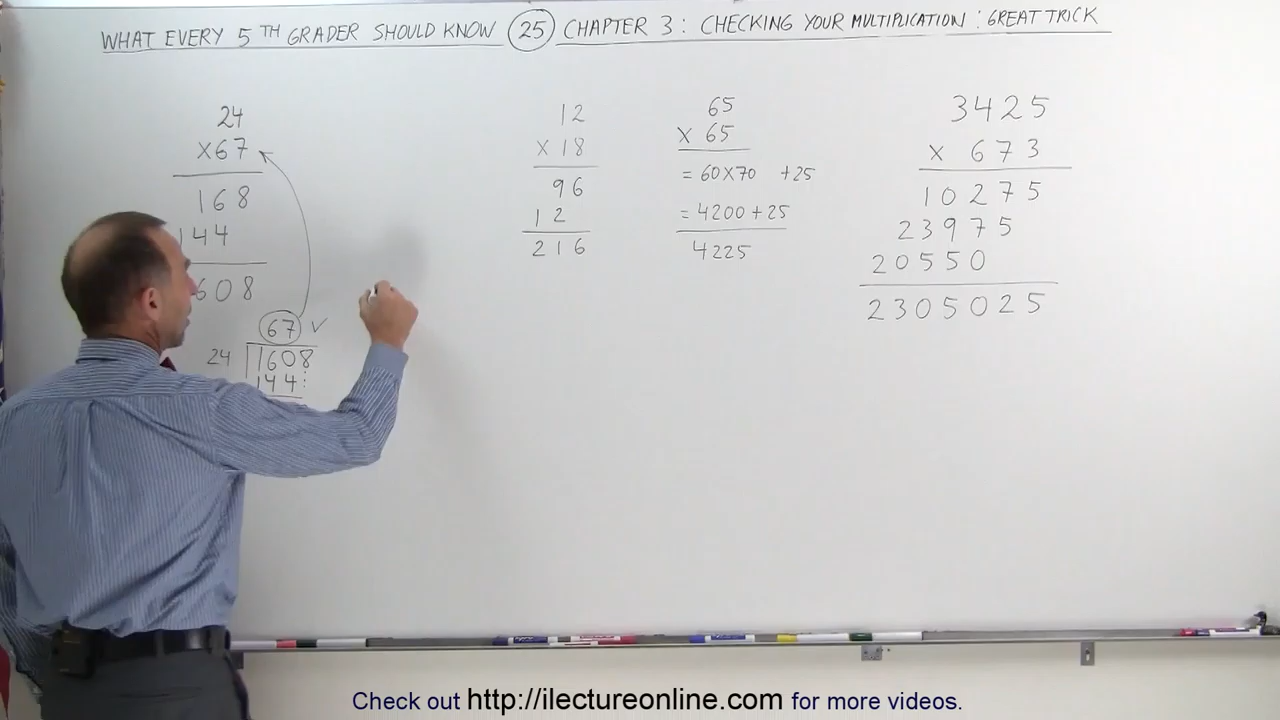 WHAT EVERY 5TH GRADER SHOULD KNOW 25 CHAPTER 3: CHECKING YOUR MULTIPLICATION: GREAT TRICK
24
X67
168
144
608
67 ✓
24 1608
144
12
X 18
96
12
216
65
X 65
= 60X70 +25
= 4200+25
4225
3425
X 673
10275
23975
20550
2305025
Check out http://ilectureonline.com for more videos.